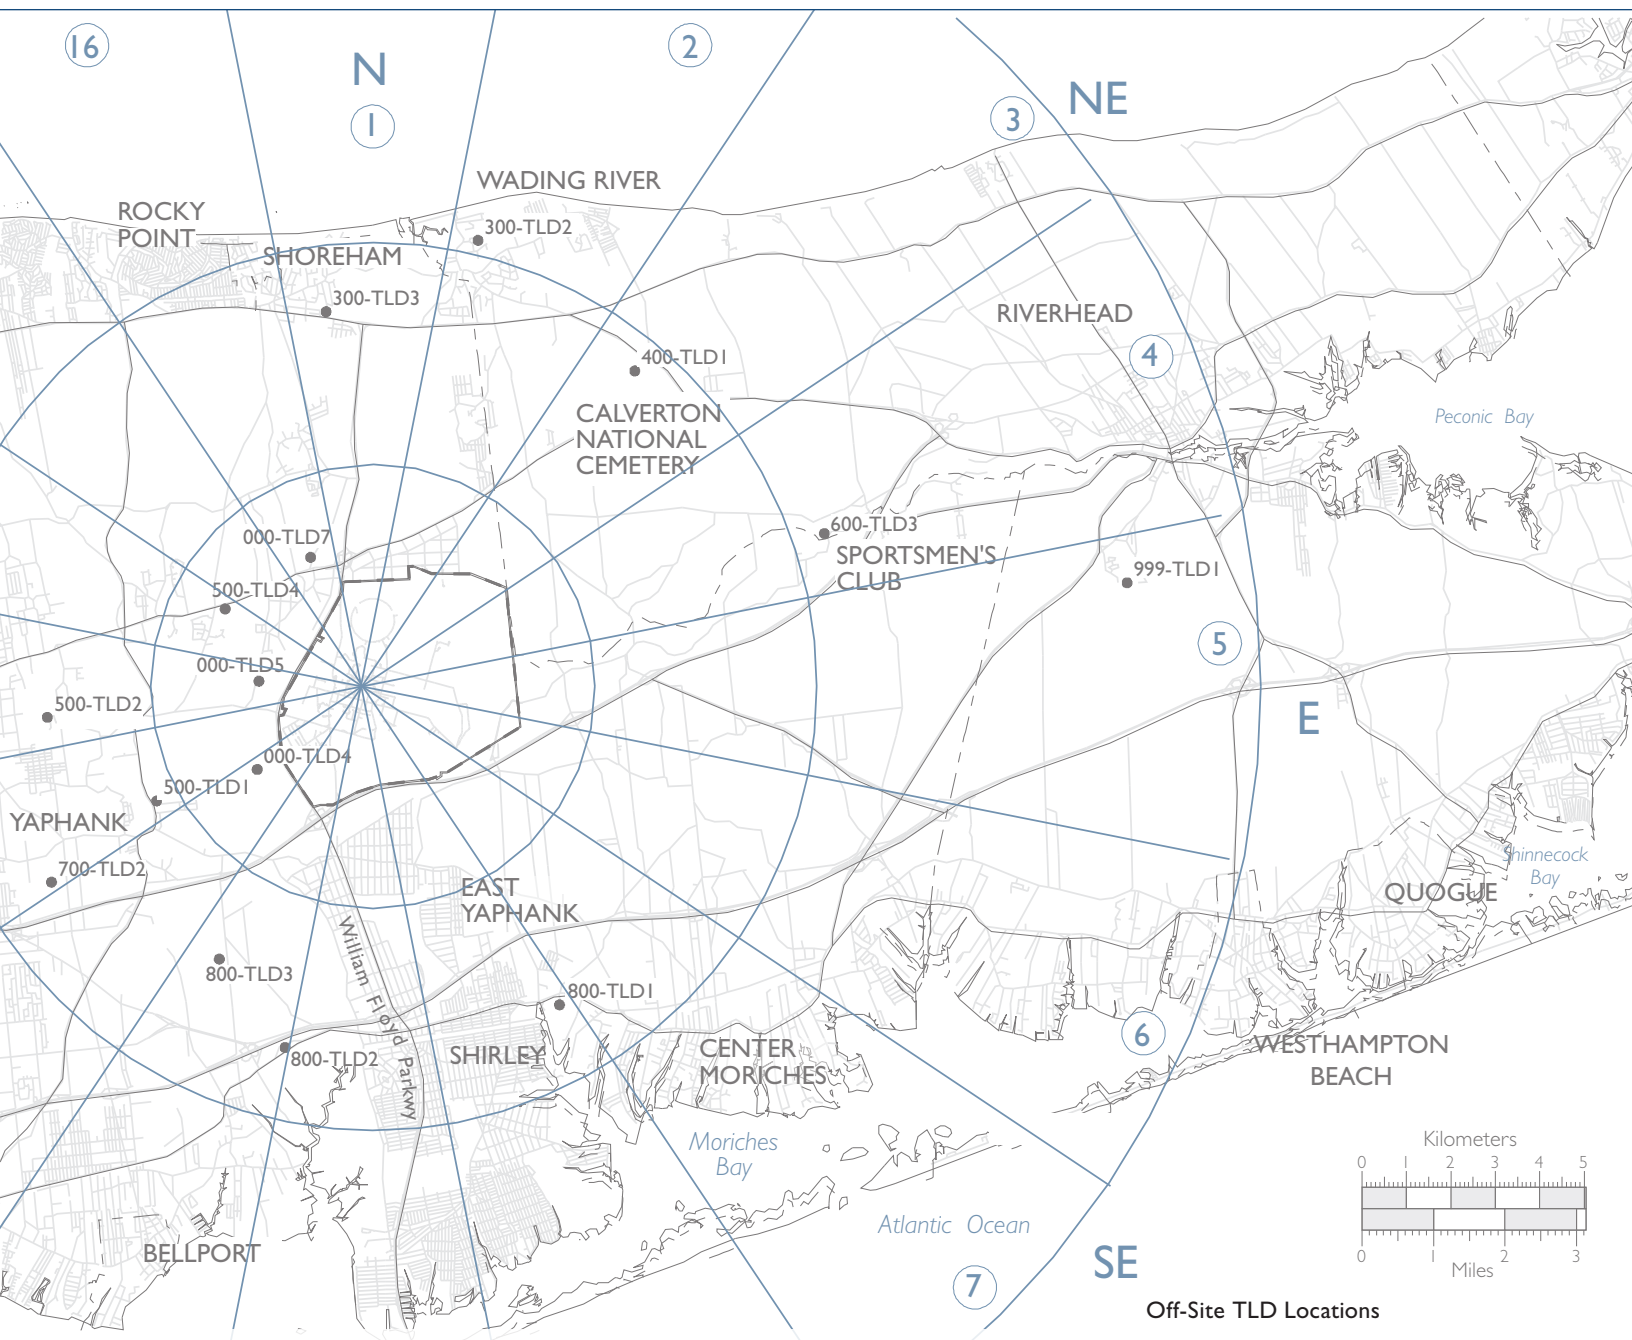 16
N
2
1
3
NE
WADING RIVER
ROCKY
POINT
300-TLD2
SHOREHAM
300-TLD3
RIVERHEAD
4
400-TLD1
CALVERTON
NATIONAL
CEMETERY
Peconic Bay
000-TLD7
600-TLD3
SPORTSMEN'S
CLUB
999-TLD1
500-TLD4
5
000-TLD5
500-TLD2
E
000-TLD4
500-TLD1
YAPHANK
700-TLD2
Shinnecock
Bay
EAST
YAPHANK
QUOGUE
William Floyd Parkwy
800-TLD3
800-TLD1
6
800-TLD2
SHIRLEY
CENTER
MORICHES
WESTHAMPTON
BEACH
Moriches
Bay
Kilometers
0 1 2 3 4 5
0 1 2 3
Miles
Atlantic Ocean
BELLPORT
SE
7
Off-Site TLD Locations